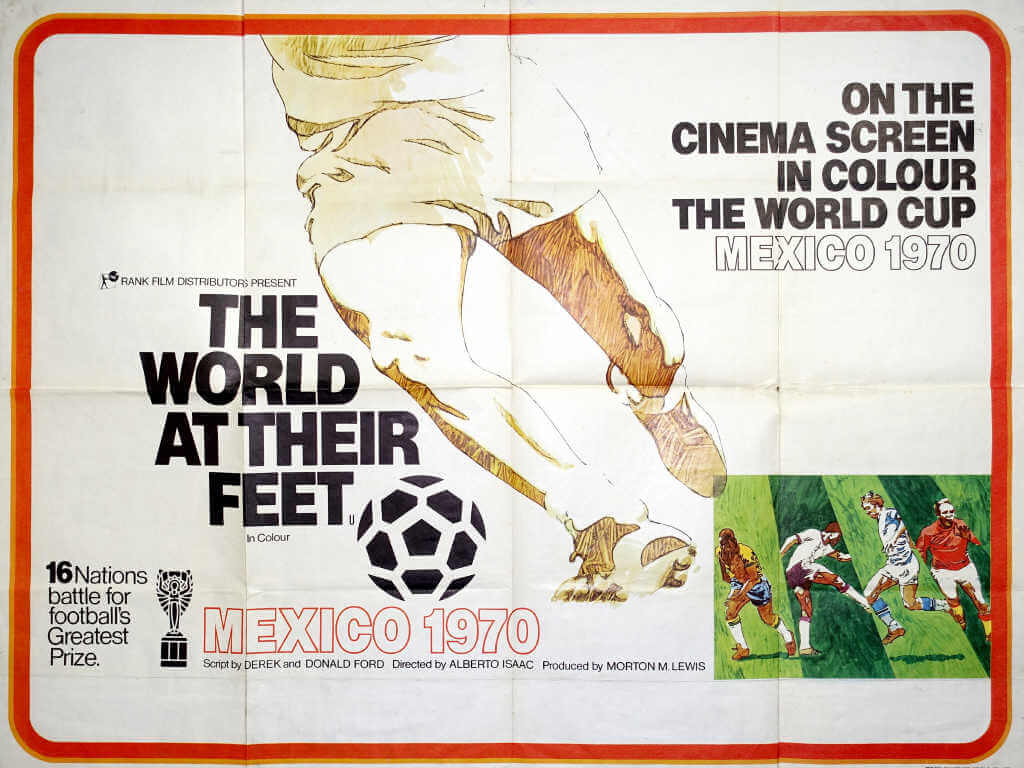 ON THE
CINEMA SCREEN
IN COLOUR
THE WORLD CUP
MEXICO 1970
RANK FILM DISTRIBUTORS PRESENT
THE
WORLD
AT THEIR
FEET
U
In Colour
16 Nations
battle for
football's
Greatest
Prize.
MEXICO 1970
Script by DEREK and DONALD FORD Directed by ALBERTO ISAAC Produced by MORTON M. LEWIS